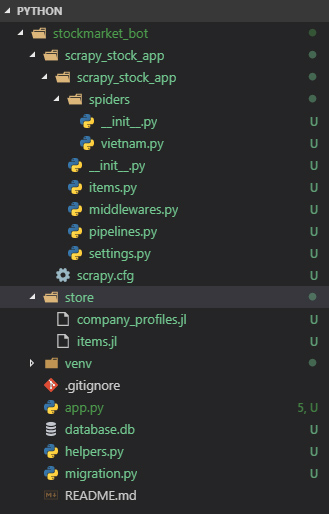 PYTHON
stockmarket_bot
scrapy_stock_app
scrapy_stock_app
spiders
__init__.py U
vietnam.py U
__init__.py U
items.py U
middlewares.py U
pipelines.py U
settings.py U
scrapy.cfg U
store
company_profiles.jl U
items.jl U
venv
.gitignore
app.py 5, U
database.db U
helpers.py U
migration.py U
README.md